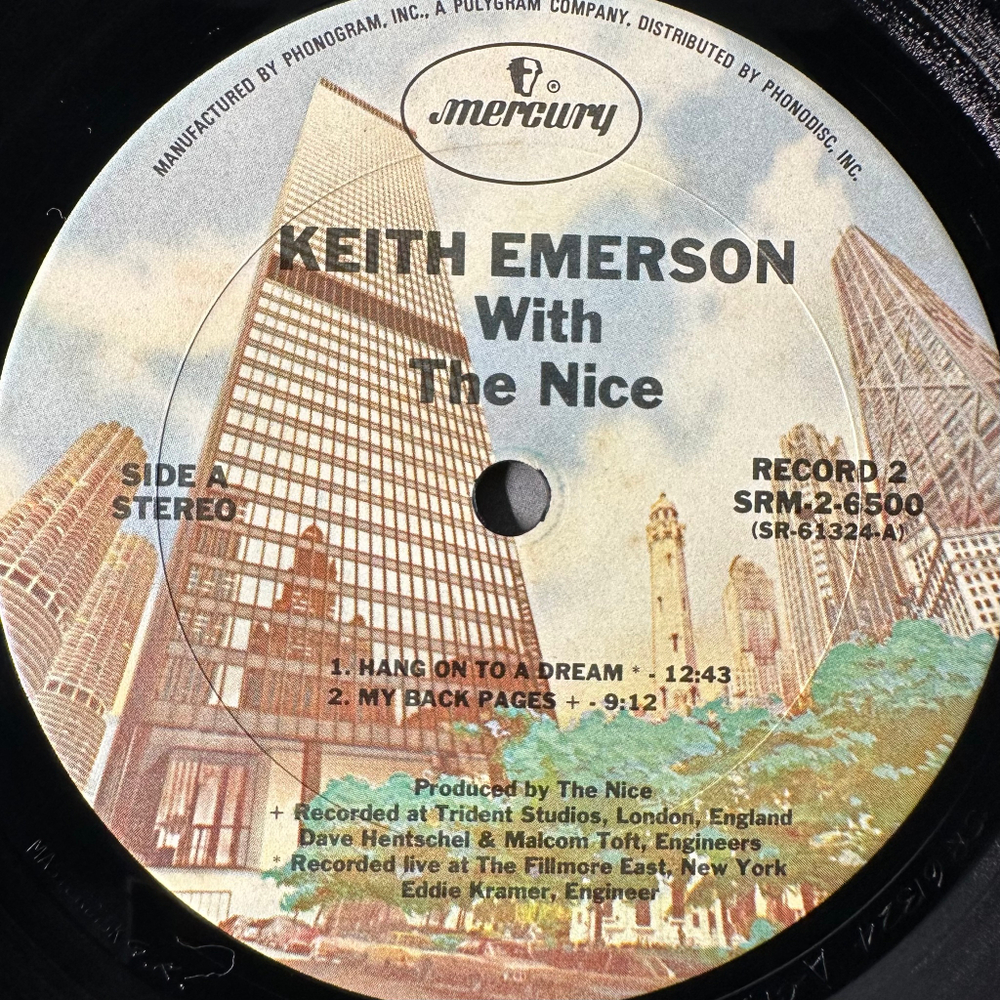 MANUFACTURED BY PHONOGRAM, INC., A POLYGRAM COMPANY. DISTRIBUTED BY PHONODISC, INC.
mercury ®
KEITH EMERSON
With
The Nice
SIDE A
STEREO
RECORD 2
SRM-2-6500
(SR-61324-A)
1. HANG ON TO A DREAM * - 12:43
2. MY BACK PAGES + - 9:12
Produced by The Nice
+ Recorded at Trident Studios, London, England
Dave Hentschel & Malcom Toft, Engineers
* Recorded live at The Fillmore East, New York
Eddie Kramer, Engineer